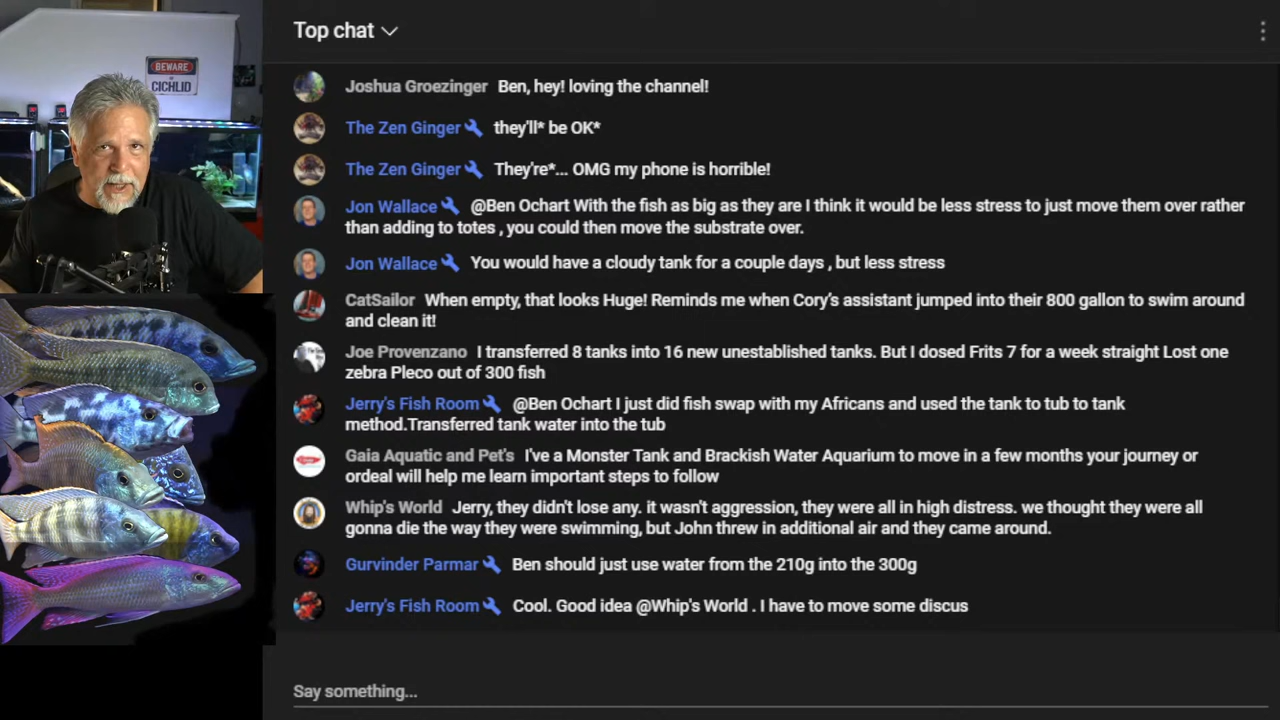 Top chat
BEWARE
CICHLID
Joshua Groezinger Ben, hey! loving the channel!
The Zen Ginger they'll* be OK*
The Zen Ginger They're*... OMG my phone is horrible!
Jon Wallace @Ben Ochart With the fish as big as they are I think it would be less stress to just move them over rather
than adding to totes , you could then move the substrate over.
Jon Wallace You would have a cloudy tank for a couple days , but less stress
CatSailor When empty, that looks Huge! Reminds me when Cory's assistant jumped into their 800 gallon to swim around
and clean it!
Joe Provenzano I transferred 8 tanks into 16 new unestablished tanks. But I dosed Frits 7 for a week straight Lost one
zebra Pleco out of 300 fish
Jerry's Fish Room @Ben Ochart I just did fish swap with my Africans and used the tank to tub to tank
method.Transferred tank water into the tub
Gaia Aquatic and Pet's I've a Monster Tank and Brackish Water Aquarium to move in a few months your journey or
ordeal will help me learn important steps to follow
Whip's World Jerry, they didn't lose any. it wasn't aggression, they were all in high distress. we thought they were all
gonna die the way they were swimming, but John threw in additional air and they came around.
Gurvinder Parmar Ben should just use water from the 210g into the 300g
Jerry's Fish Room Cool. Good idea @Whip's World . I have to move some discus
Say something...